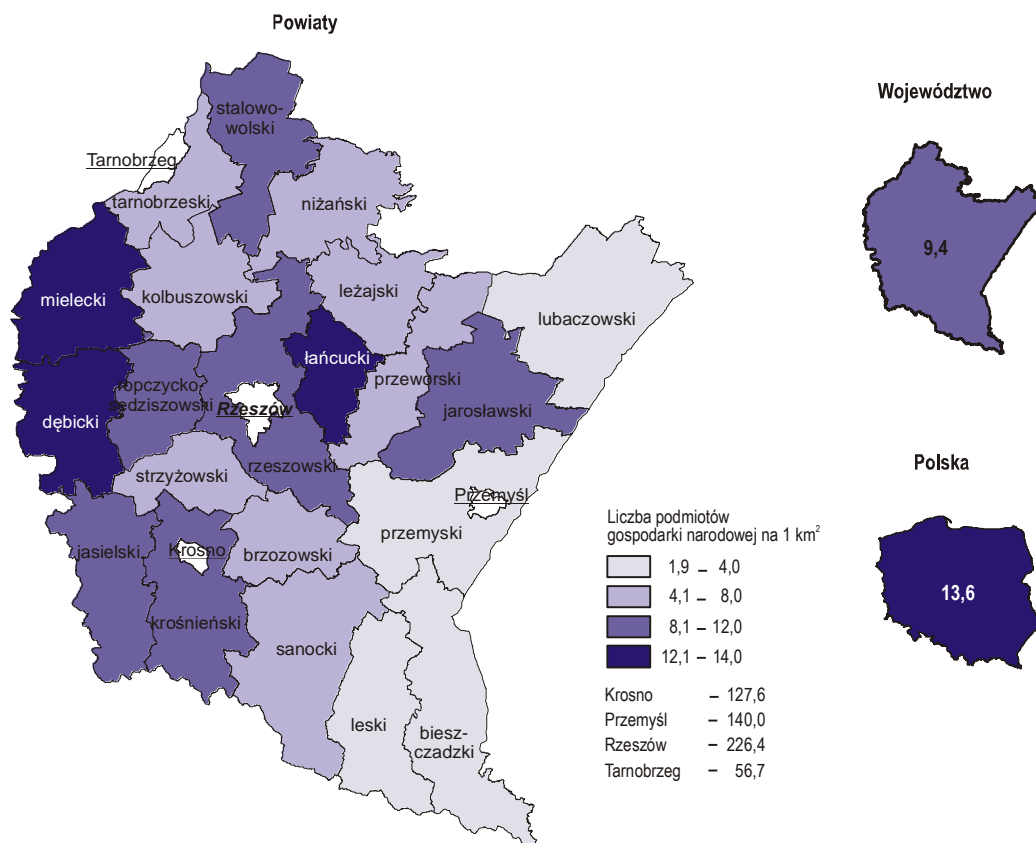 Powiaty
stalowo-
wolski
Tarnobrzeg
tarnobrzeski
niżański
mielecki
kolbuszowski
leżajski
lubaczowski
łańcucki
ropczycko-
sędziszowski
Rzeszów
przeworski
jarosławski
dębicki
strzyżowski
rzeszowski
Przemyśl
przemyski
jasielski
Krosno
brzozowski
krośnieński
sanocki
leski
biesz-
czadzki
Województwo
9,4
Polska
13,6
Liczba podmiotów
gospodarki narodowej na 1 km²
1,9 – 4,0
4,1 – 8,0
8,1 – 12,0
12,1 – 14,0
Krosno – 127,6
Przemyśl – 140,0
Rzeszów – 226,4
Tarnobrzeg – 56,7